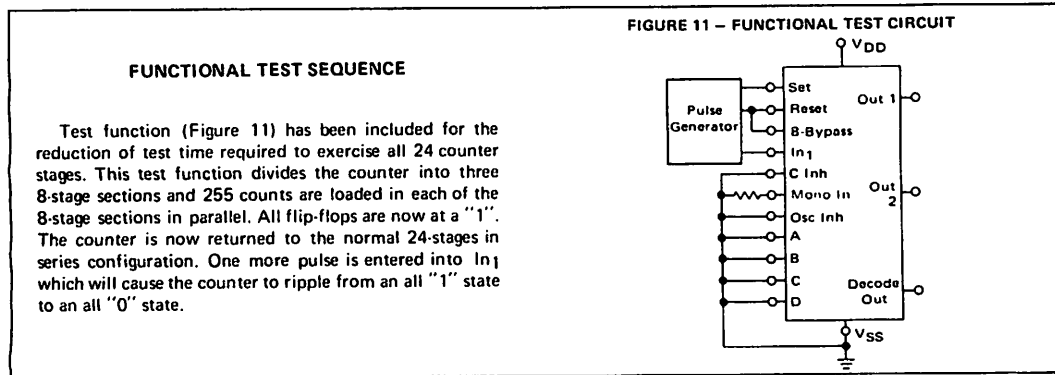 FUNCTIONAL TEST SEQUENCE
Test function (Figure 11) has been included for the
reduction of test time required to exercise all 24 counter
stages. This test function divides the counter into three
8-stage sections and 255 counts are loaded in each of the
8-stage sections in parallel. All flip-flops are now at a "1".
The counter is now returned to the normal 24-stages in
series configuration. One more pulse is entered into In1
which will cause the counter to ripple from an all "1" state
to an all "0" state.
FIGURE 11 – FUNCTIONAL TEST CIRCUIT
VDD
Pulse
Generator
Set
Reset
8-Bypass
In1
C Inh
Mono In
Osc Inh
A
B
C
D
Out 1
Out
2
Decode
Out
VSS